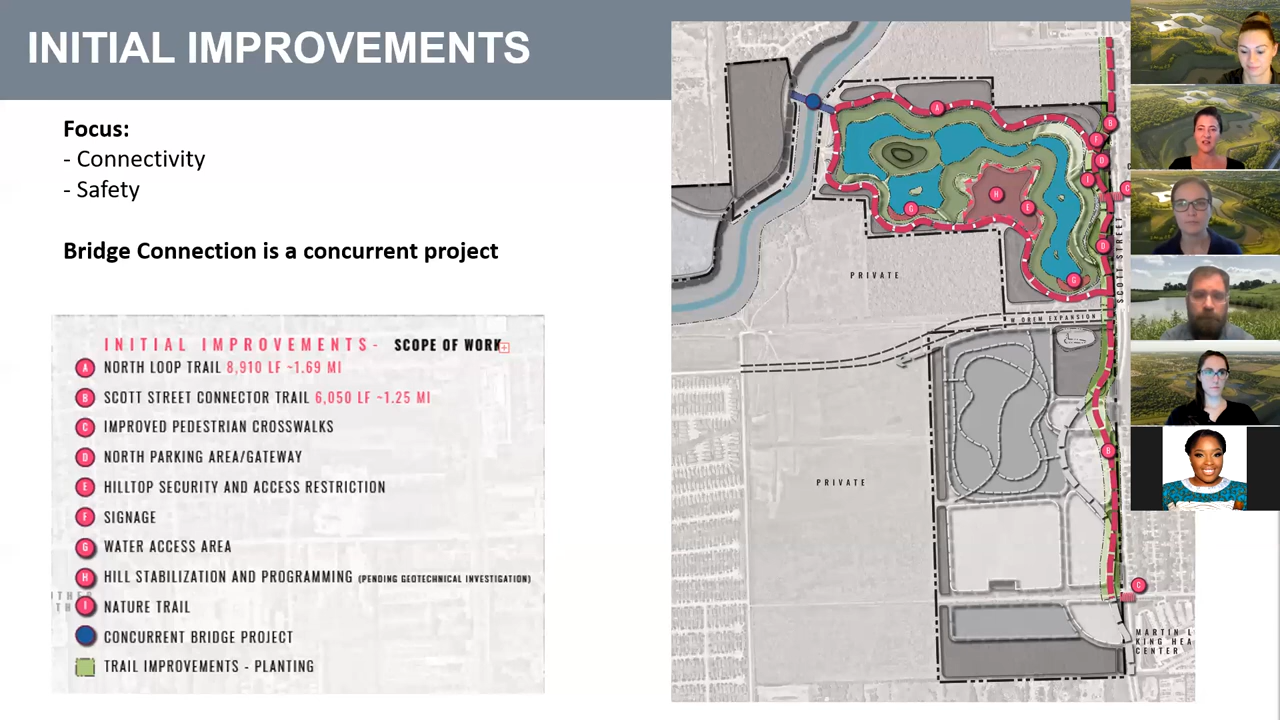 INITIAL IMPROVEMENTS
Focus:
- Connectivity
- Safety
Bridge Connection is a concurrent project
INITIAL IMPROVEMENTS- SCOPE OF WORK
A NORTH LOOP TRAIL 8,910 LF ~1.69 MI
B SCOTT STREET CONNECTOR TRAIL 6,050 LF ~1.25 MI
C IMPROVED PEDESTRIAN CROSSWALKS
D NORTH PARKING AREA/GATEWAY
E HILLTOP SECURITY AND ACCESS RESTRICTION
F SIGNAGE
G WATER ACCESS AREA
H HILL STABILIZATION AND PROGRAMMING (PENDING GEOTECHNICAL INVESTIGATION)
I NATURE TRAIL
CONCURRENT BRIDGE PROJECT
TRAIL IMPROVEMENTS - PLANTING
A
B
F
D
I
C
H
E
G
D
G
SCOTT STREET
PRIVATE
W OREM EXPANSION
B
PRIVATE
C
MARTIN L
KING HEA
CENTER